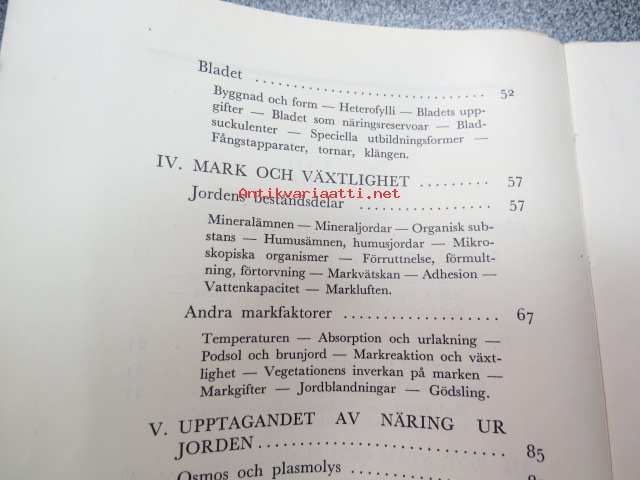 Bladet ................................ 52
Byggnad och form — Heterofylli — Bladets upp-
gifter — Bladet som näringsreservoar — Blad-
suckulenter — Speciella utbildningsformer —
Fångstapparater, tornar, klängen.
IV. MARK OCH VÄXTLIGHET ......... 57
Antikvariaatti.net
Jordens beståndsdelar ................. 57
Mineralämnen — Mineraljordar — Organisk sub-
stans — Humusämnen, humusjordar — Mikro-
skopiska organismer — Förruttnelse, förmult-
ning, förtorvning — Markvätskan — Adhesion —
Vattenkapacitet — Markluften.
Andra markfaktorer ................... 67
Temperaturen — Absorption och urlakning —
Podsol och brunjord — Markreaktion och växt-
lighet — Vegetationens inverkan på marken —
Markgifter — Jordblandningar — Gödsling.
V. UPPTAGANDET AV NÄRING UR
JORDEN ............................ 85
Osmos och plasmolys ..................